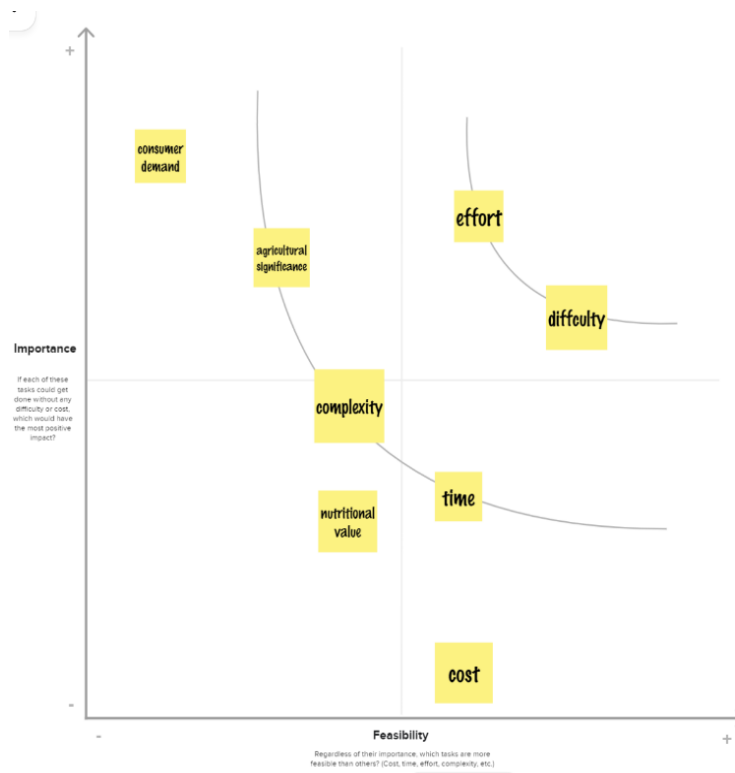 +
consumer
demand
effort
agricultural
significance
diffculty
Importance
If each of these
tasks could get
done without any
difficulty or cost,
which would have
the most positive
impact?
complexity
time
nutritional
value
cost
-
-
Feasibility
+
Regardless of their importance, which tasks are more
feasible than others? (Cost, time, effort, complexity, etc.)